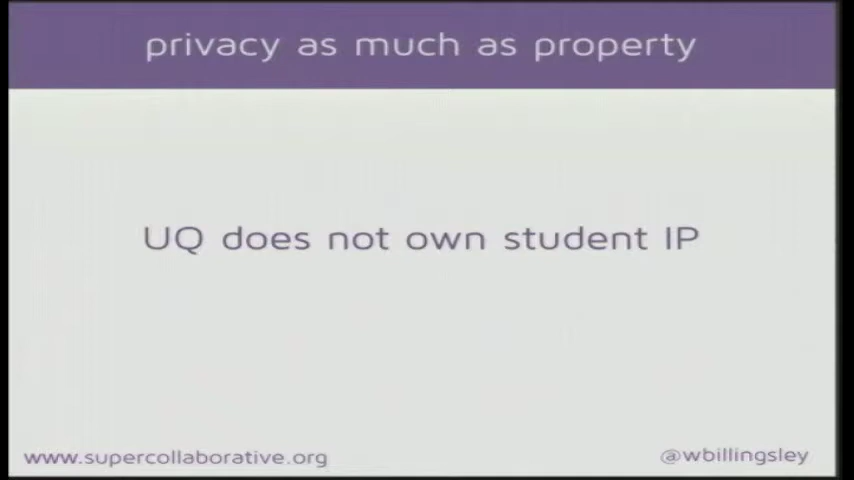 privacy as much as property
UQ does not own student IP
www.supercollaborative.org
@wbillingsley